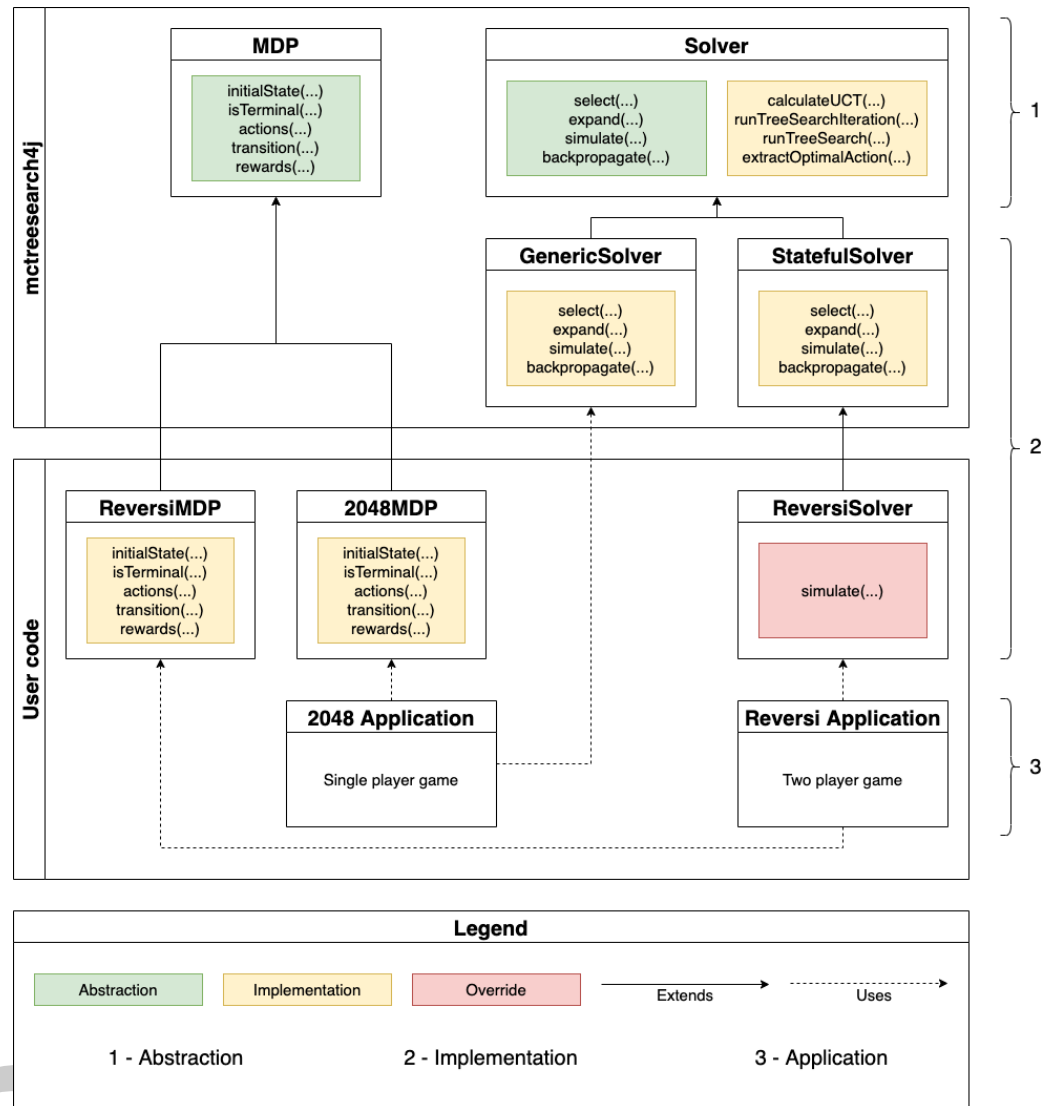 mctreesearch4j
MDP
initialState(...)
isTerminal(...)
actions(...)
transition(...)
rewards(...)
Solver
select(...)
expand(...)
simulate(...)
backpropagate(...)
calculateUCT(...)
runTreeSearchIteration(...)
runTreeSearch(...)
extractOptimalAction(...)
1
GenericSolver
select(...)
expand(...)
simulate(...)
backpropagate(...)
StatefulSolver
select(...)
expand(...)
simulate(...)
backpropagate(...)
2
User code
ReversiMDP
initialState(...)
isTerminal(...)
actions(...)
transition(...)
rewards(...)
2048MDP
initialState(...)
isTerminal(...)
actions(...)
transition(...)
rewards(...)
ReversiSolver
simulate(...)
2048 Application
Single player game
Reversi Application
Two player game
3
Legend
Abstraction
Implementation
Override
Extends
Uses
1 - Abstraction
2 - Implementation
3 - Application